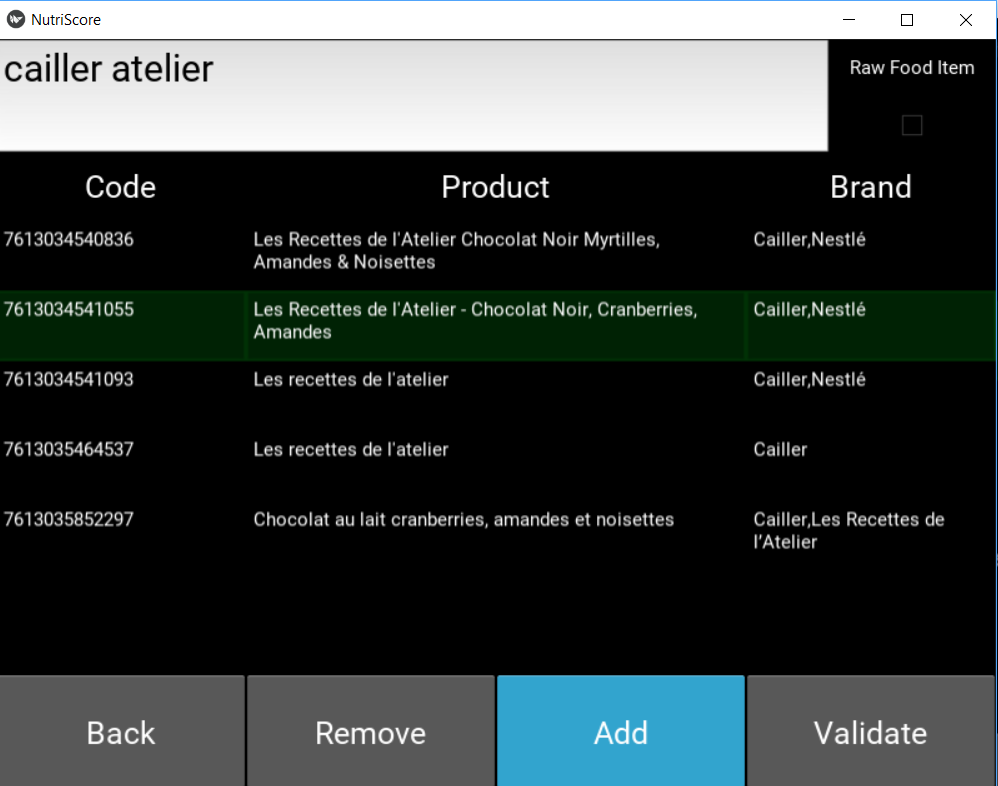 NutriScore
cailler atelier
Raw Food Item
Code Product Brand
7613034540836 Les Recettes de l'Atelier Chocolat Noir Myrtilles, Cailler,Nestlé
Amandes & Noisettes
7613034541055 Les Recettes de l'Atelier - Chocolat Noir, Cranberries, Cailler,Nestlé
Amandes
7613034541093 Les recettes de l'atelier Cailler,Nestlé
7613035464537 Les recettes de l'atelier Cailler
7613035852297 Chocolat au lait cranberries, amandes et noisettes Cailler,Les Recettes de
l’Atelier
Back Remove Add Validate